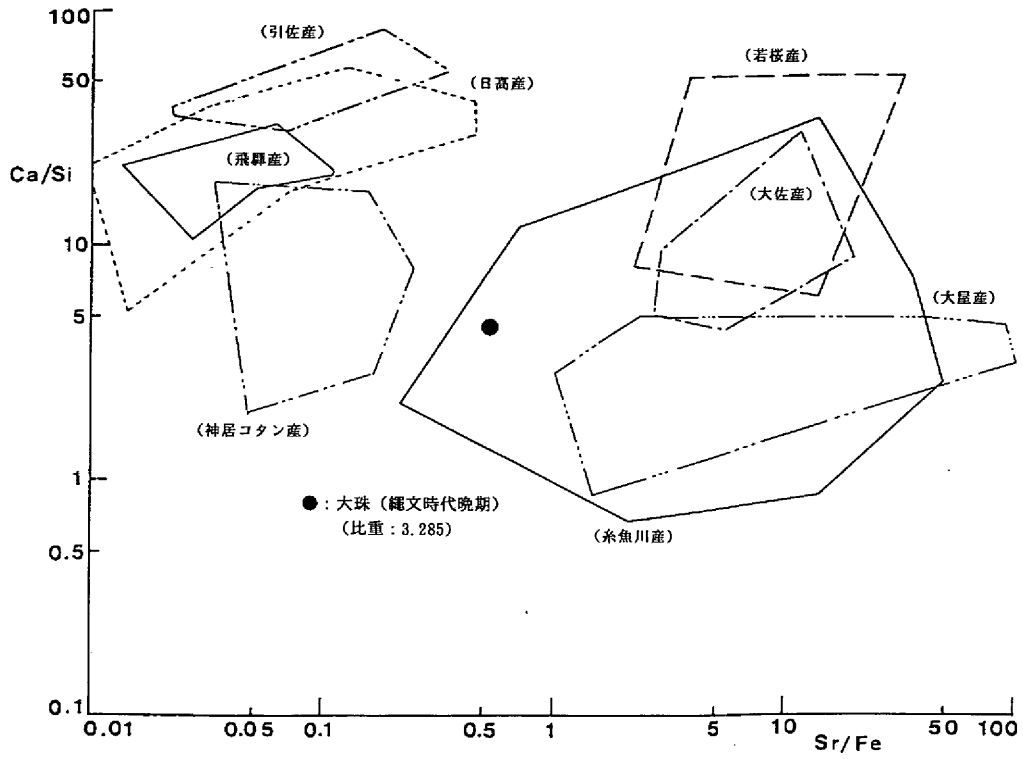 100
(引佐産)
(若桜産)
50
(日高産)
Ca/Si
(飛騨産)
(大佐産)
10
(大屋産)
5
(神居コタン産)
1
●:大珠(縄文時代晩期)
(比重:3.285)
(糸魚川産)
0.5
0.1
0.01 0.05 0.1 0.5 1 5 10 50 100
Sr/Fe